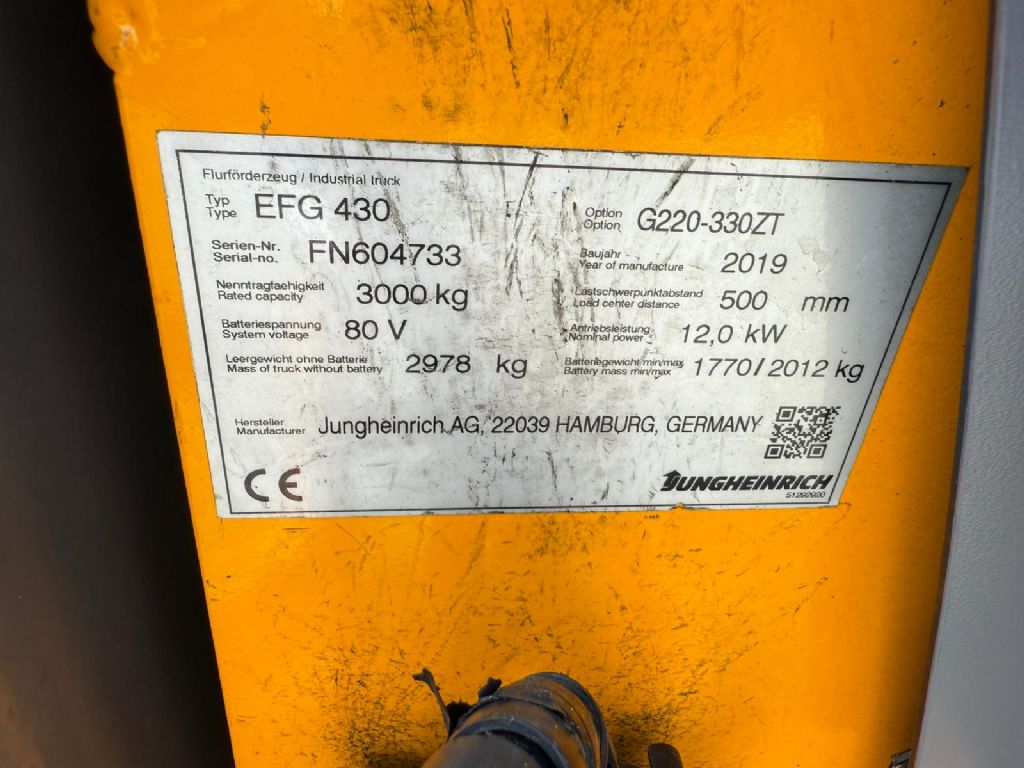 Flurförderzeug / Industrial truck
Typ
Type EFG 430
Option
Option G220-330ZT
Serien-Nr.
Serial-no. FN604733
Baujahr
Year of manufacture 2019
Nenntragfaehigkeit
Rated capacity 3000 kg
Lastschwerpunktabstand
Load center distance 500 mm
Batteriespannung
System voltage 80 V
Antriebsleistung
Nominal power 12,0 kW
Leergewicht ohne Batterie
Mass of truck without battery 2978 kg
Batteriegewicht min/max
Battery mass min/max 1770/2012 kg
Hersteller
Manufacturer Jungheinrich AG, 22039 HAMBURG, GERMANY
CE
JUNGHEINRICH
51292920